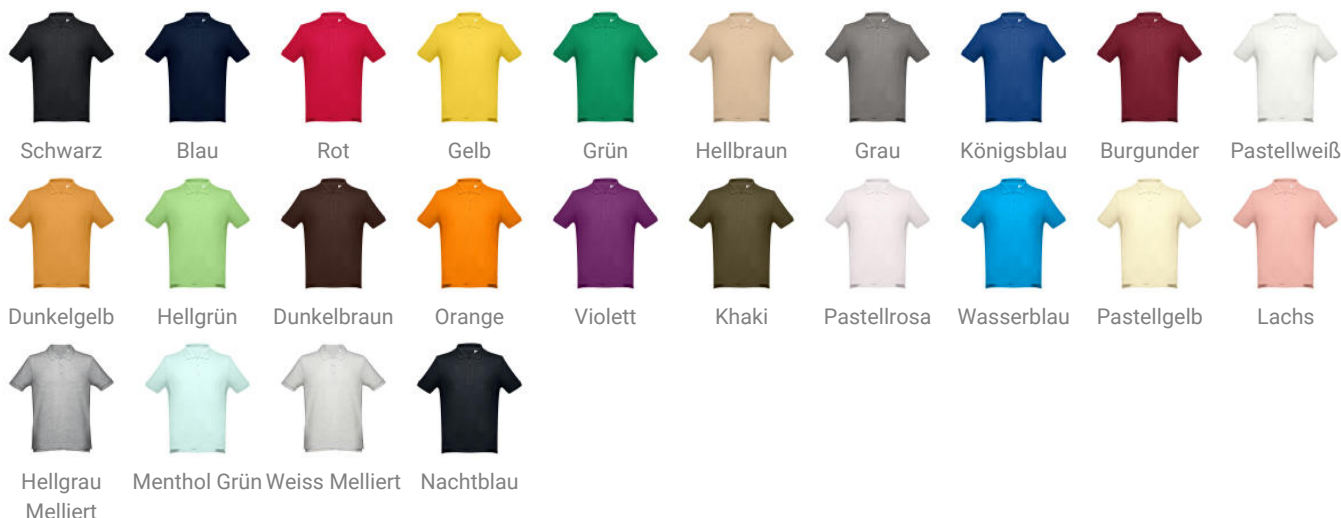 Schwarz Blau Rot Gelb Grün Hellbraun Grau Königsblau Burgunder Pastellweiß
Dunkelgelb Hellgrün Dunkelbraun Orange Violett Khaki Pastellrosa Wasserblau Pastellgelb Lachs
Hellgrau Menthol Grün Weiss Melliert Nachtblau
Melliert